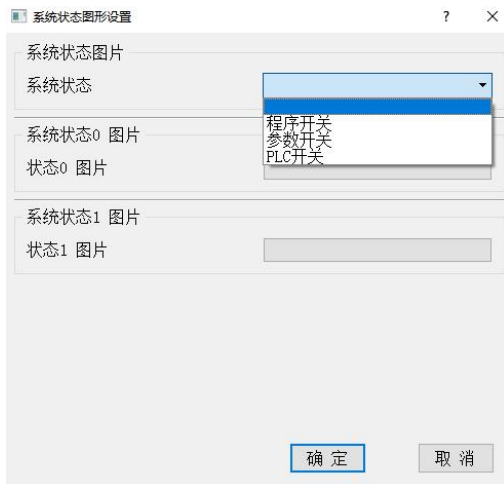 系统状态图形设置 ? ×
系统状态图片
系统状态
程序开关
参数开关
PLC开关
系统状态0 图片
状态0 图片
系统状态1 图片
状态1 图片
确 定 取 消